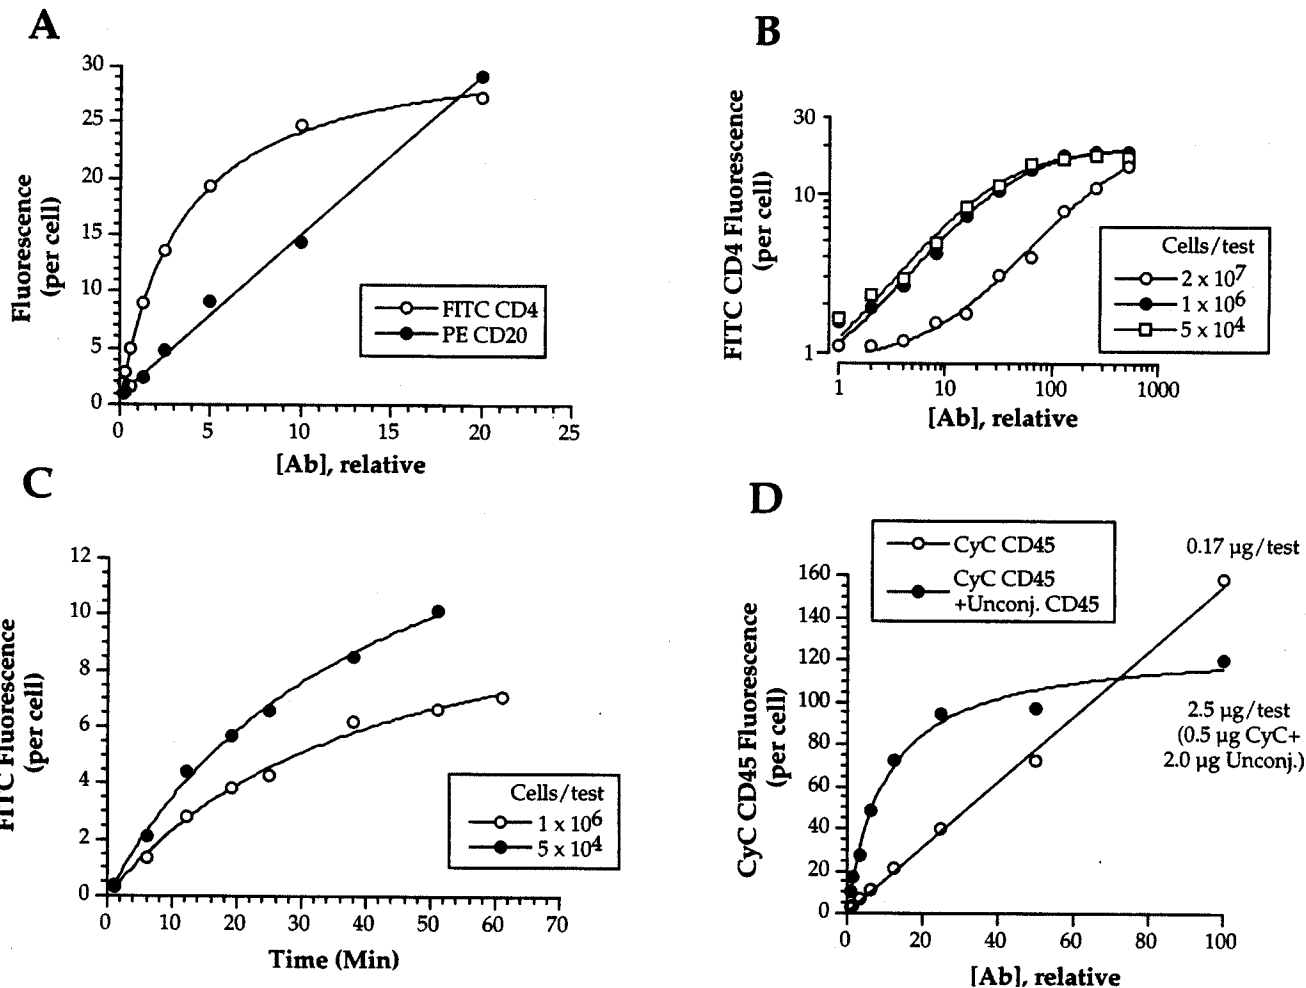 A
Fluorescence
(per cell)
30
25
20
15
10
5
0
0 5 10 15 20 25
[Ab], relative
FITC CD4
PE CD20
B
FITC CD4 Fluorescence
(per cell)
30
10
1
1 10 100 1000
[Ab], relative
Cells/test
2 x 10⁷
1 x 10⁶
5 x 10⁴
C
FITC Fluorescence
(per cell)
12
10
8
6
4
2
0
0 10 20 30 40 50 60 70
Time (Min)
Cells/test
1 x 10⁶
5 x 10⁴
D
CyC CD45
CyC CD45
+Unconj. CD45
0.17 µg/test
CyC CD45 Fluorescence
(per cell)
160
140
120
100
80
60
40
20
0
0 20 40 60 80 100
[Ab], relative
2.5 µg/test
(0.5 µg CyC+
2.0 µg Unconj.)